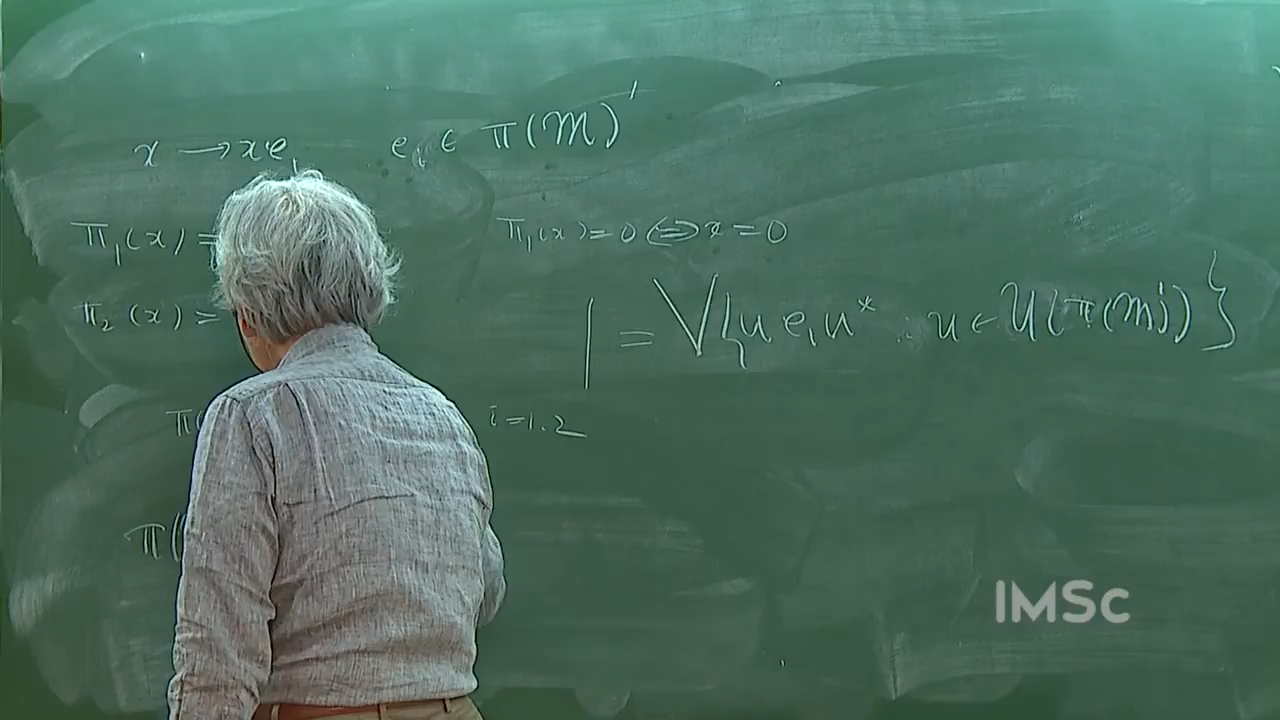 x → xe₁ e₁ ∈ π(M)'
π₁(x) = π₁(x) = 0 ⇔ x = 0
π₂(x) =
1 = ⋁{u e₁ u* : u ∈ U(π(M)')}
π( i = 1.2
π(
IMSc